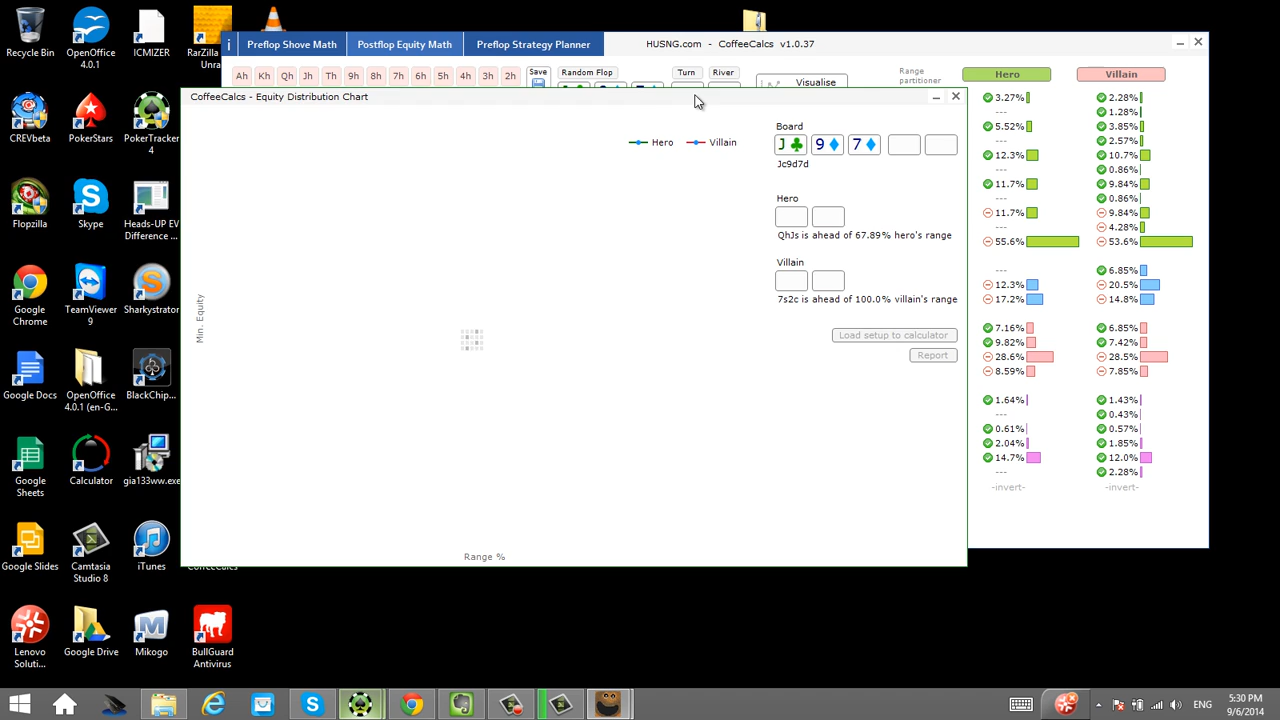 Recycle Bin
OpenOffice 4.0.1
ICMIZER
RarZilla
Unra
i
Preflop Shove Math
Postflop Equity Math
Preflop Strategy Planner
HUSNG.com - CoffeeCalcs v1.0.37
Ah Kh Qh Jh Th 9h 8h 7h 6h 5h 4h 3h 2h
Save
Random Flop
Turn
River
Visualise
Range
partitioner
Hero
Villain
CoffeeCalcs - Equity Distribution Chart
Hero
Villain
Min. Equity
Range %
Board
J♣ 9♦ 7♦
Jc9d7d
Hero
QhJs is ahead of 67.89% hero's range
Villain
7s2c is ahead of 100.0% villain's range
Load setup to calculator
Report
3.27% 2.28%
--- 1.28%
5.52% 3.85%
--- 2.57%
12.3% 10.7%
--- 0.86%
11.7% 9.84%
--- 0.86%
11.7% 9.84%
--- 4.28%
55.6% 53.6%
--- 6.85%
12.3% 20.5%
17.2% 14.8%
7.16% 6.85%
9.82% 7.42%
28.6% 28.5%
8.59% 7.85%
1.64% 1.43%
--- 0.43%
0.61% 0.57%
2.04% 1.85%
14.7% 12.0%
--- 2.28%
-invert- -invert-
CREVbeta
PokerStars
PokerTracker
4
Flopzilla
Skype
Heads-UP EV
Difference ...
Google
Chrome
TeamViewer
9
Sharkystrator
Google Docs
OpenOffice
4.0.1 (en-G...
BlackChip...
Google
Sheets
Calculator
gia133ww.exe
Google Slides
Camtasia
Studio 8
iTunes
CoffeeCalcs
Lenovo
Soluti...
Google Drive
Mikogo
BullGuard
Antivirus
ENG
5:30 PM
9/6/2014